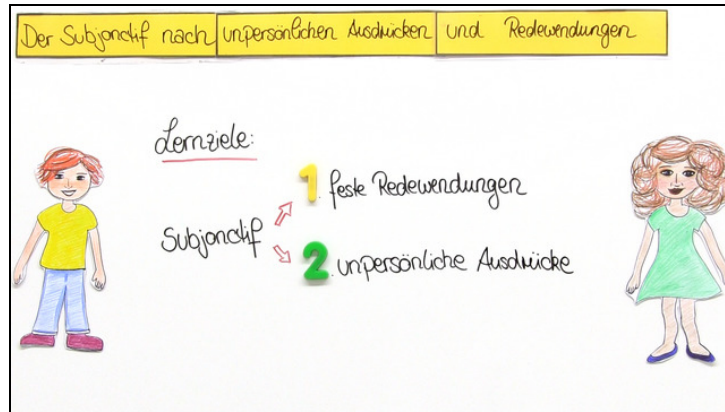 Der Subjonctif nach unpersönlichen Ausdrücken und Redewendungen
Lernziele:
1. feste Redewendungen
Subjonctif
2. unpersönliche Ausdrücke